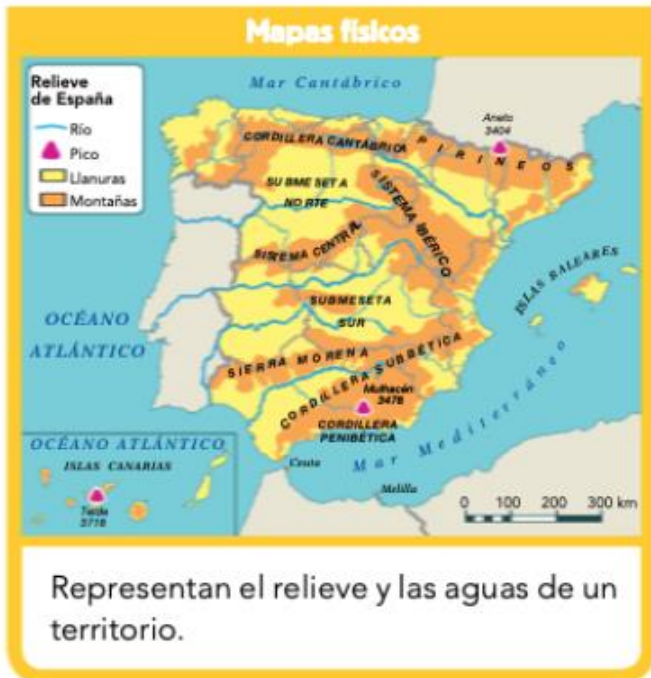 Mapas físicos
Relieve
de España
Río
Pico
Llanuras
Montañas
Mar Cantábrico
Aneto
3404
CORDILLERA CANTÁBRICA
PIRINEOS
SUBMESETA
NORTE
SISTEMA IBÉRICO
SISTEMA CENTRAL
ISLAS BALEARES
SUBMESETA
SUR
OCÉANO
ATLÁNTICO
SIERRA MORENA
CORDILLERA SUBBÉTICA
Mulhacén
3478
CORDILLERA
PENIBÉTICA
Mar Mediterráneo
OCÉANO ATLÁNTICO
ISLAS CANARIAS
Teide
3718
Ceuta
Melilla
0 100 200 300 km
Representan el relieve y las aguas de un
territorio.